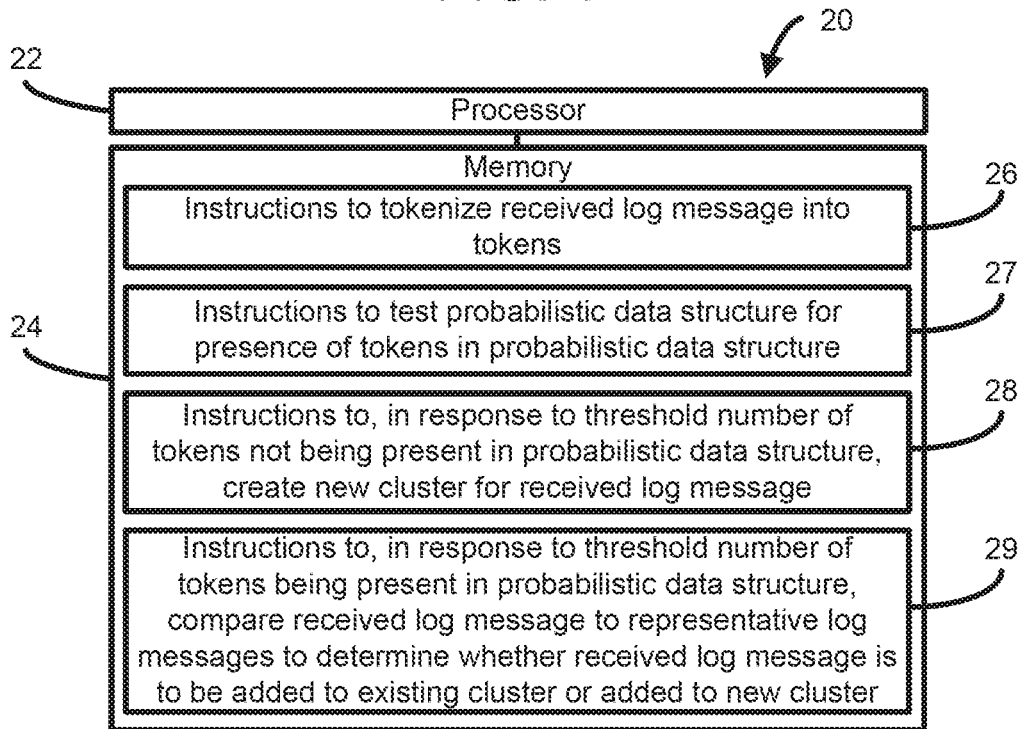 20
22
Processor
Memory
26
Instructions to tokenize received log message into
tokens
27
Instructions to test probabilistic data structure for
presence of tokens in probabilistic data structure
24
28
Instructions to, in response to threshold number of
tokens not being present in probabilistic data structure,
create new cluster for received log message
29
Instructions to, in response to threshold number of
tokens being present in probabilistic data structure,
compare received log message to representative log
messages to determine whether received log message is
to be added to existing cluster or added to new cluster